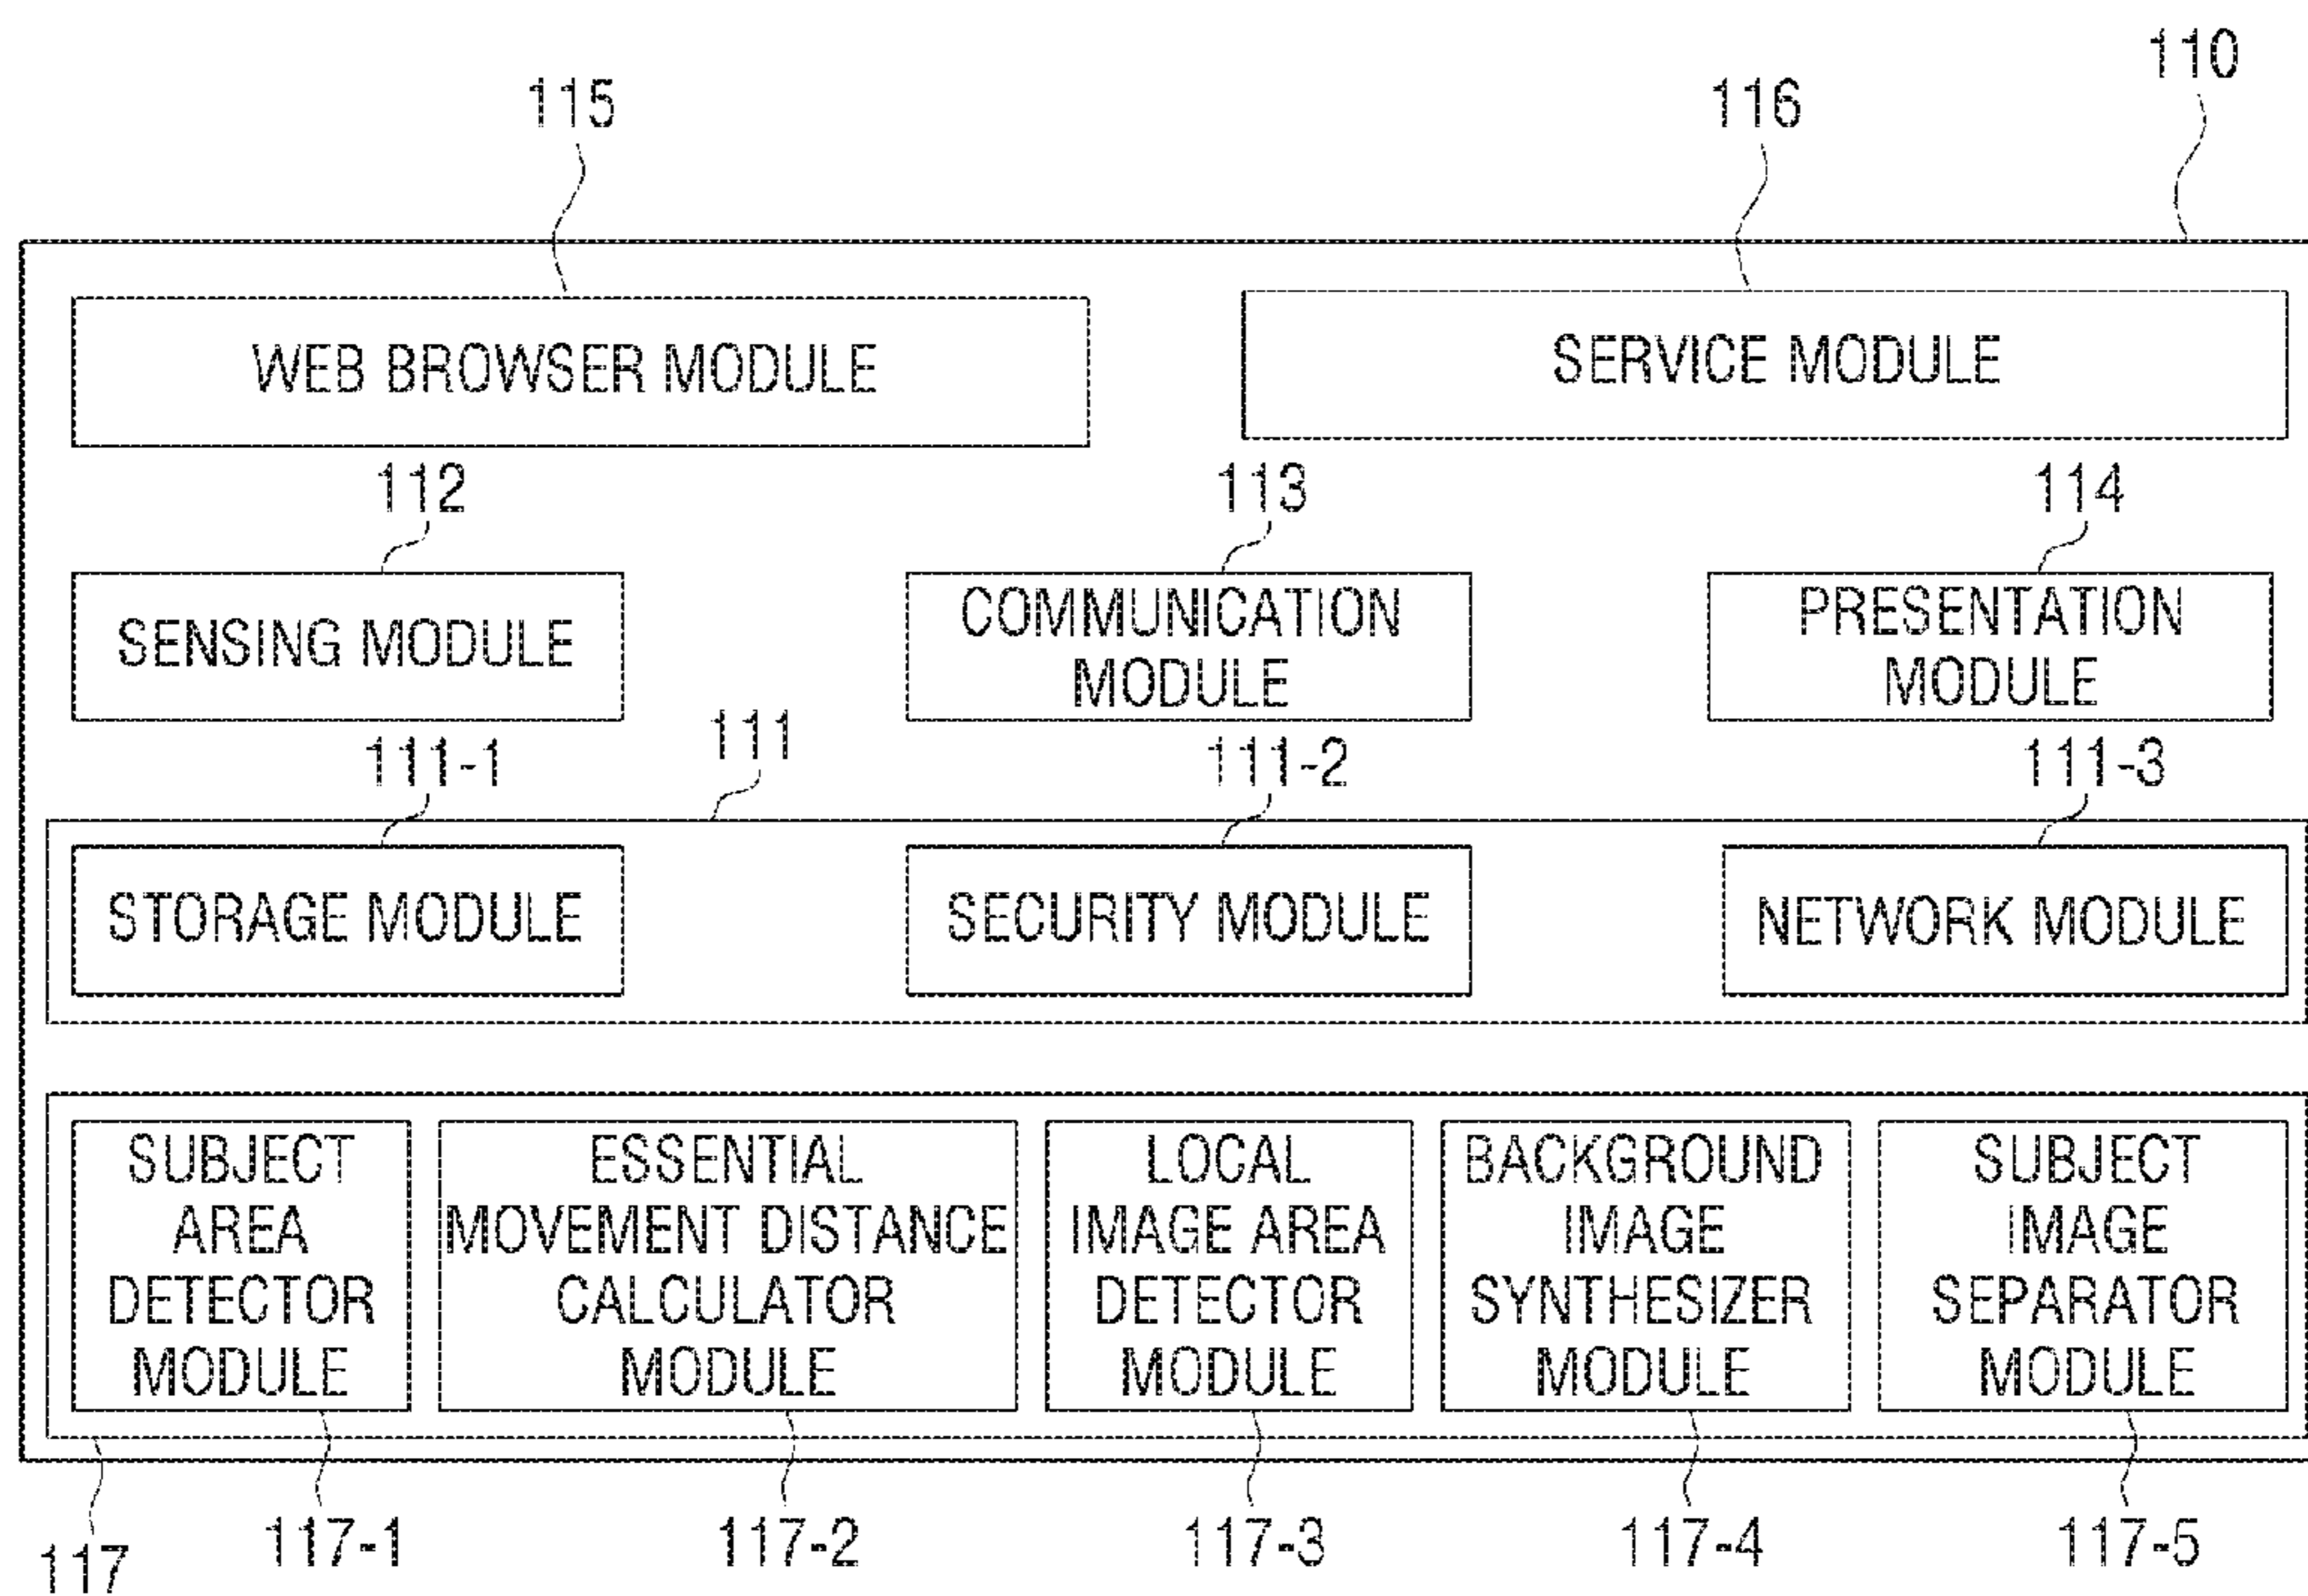 110
115
116
WEB BROWSER MODULE
SERVICE MODULE
112
113
114
SENSING MODULE
COMMUNICATION
MODULE
PRESENTATION
MODULE
111
111-1
111-2
111-3
STORAGE MODULE
SECURITY MODULE
NETWORK MODULE
SUBJECT
AREA
DETECTOR
MODULE
ESSENTIAL
MOVEMENT DISTANCE
CALCULATOR
MODULE
LOCAL
IMAGE AREA
DETECTOR
MODULE
BACKGROUND
IMAGE
SYNTHESIZER
MODULE
SUBJECT
IMAGE
SEPARATOR
MODULE
117
117-1
117-2
117-3
117-4
117-5